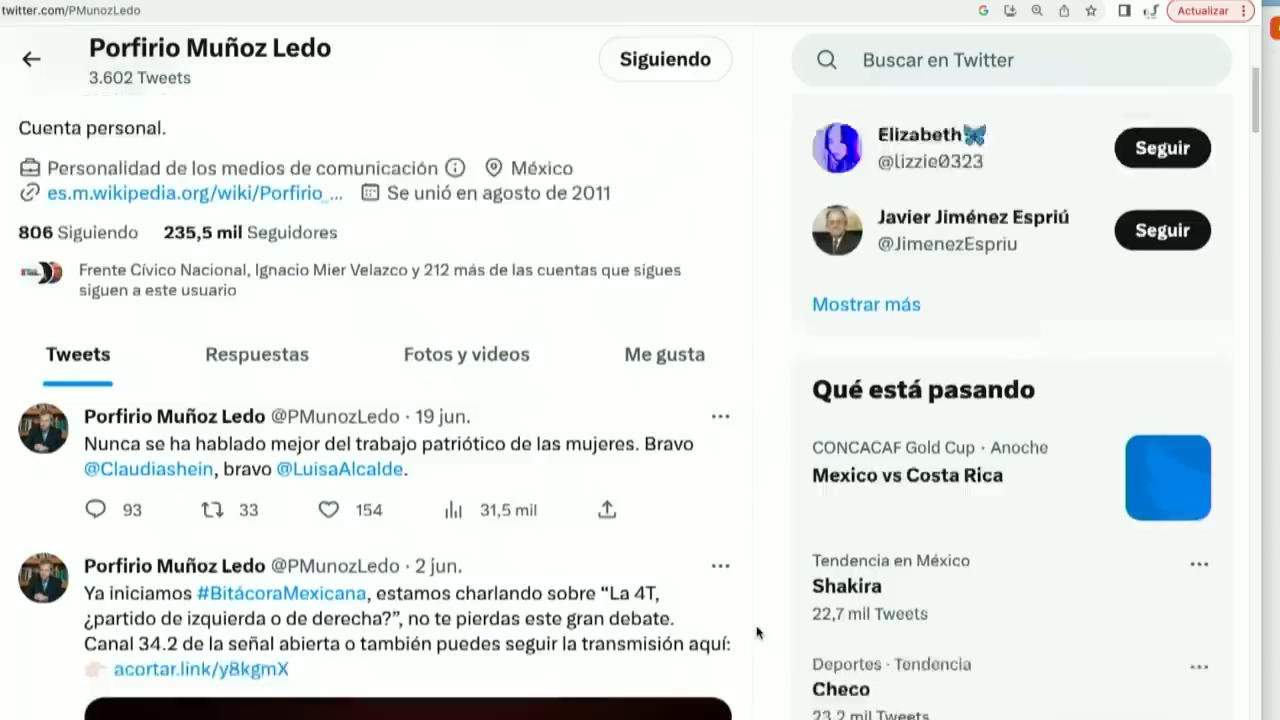 twitter.com/PMunozLedo
Actualizar
Porfirio Muñoz Ledo
3.602 Tweets
Siguiendo
Buscar en Twitter
Cuenta personal.
Personalidad de los medios de comunicación
México
es.m.wikipedia.org/wiki/Porfirio_...
Se unió en agosto de 2011
806 Siguiendo
235,5 mil Seguidores
Frente Cívico Nacional, Ignacio Mier Velazco y 212 más de las cuentas que sigues
siguen a este usuario
Tweets
Respuestas
Fotos y videos
Me gusta
Porfirio Muñoz Ledo @PMunozLedo · 19 jun.
Nunca se ha hablado mejor del trabajo patriótico de las mujeres. Bravo
@Claudiashein, bravo @LuisaAlcalde.
93
33
154
31,5 mil
Porfirio Muñoz Ledo @PMunozLedo · 2 jun.
Ya iniciamos #BitácoraMexicana, estamos charlando sobre “La 4T,
¿partido de izquierda o de derecha?”, no te pierdas este gran debate.
Canal 34.2 de la señal abierta o también puedes seguir la transmisión aquí:
acortar.link/y8kgmX
Elizabeth🦋
@lizzie0323
Seguir
Javier Jiménez Espriú
@JimenezEspriu
Seguir
Mostrar más
Qué está pasando
CONCACAF Gold Cup · Anoche
Mexico vs Costa Rica
Tendencia en México
Shakira
22,7 mil Tweets
Deportes · Tendencia
Checo
23,2 mil Tweets